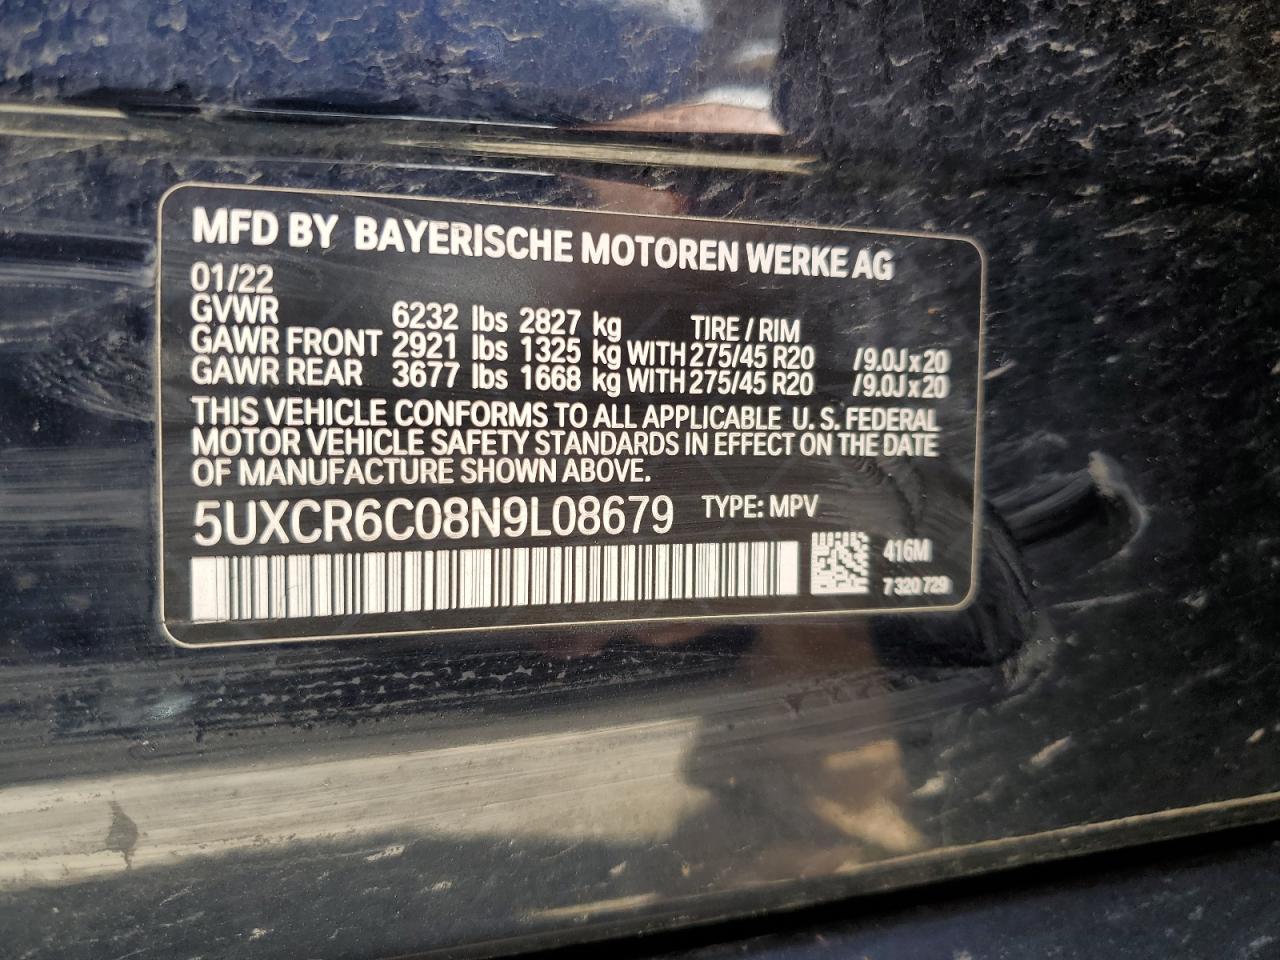 MFD BY BAYERISCHE MOTOREN WERKE AG
01/22
GVWR 6232 lbs 2827 kg TIRE / RIM
GAWR FRONT 2921 lbs 1325 kg WITH 275/45 R20 /9.0J x 20
GAWR REAR 3677 lbs 1668 kg WITH 275/45 R20 /9.0J x 20
THIS VEHICLE CONFORMS TO ALL APPLICABLE U. S. FEDERAL
MOTOR VEHICLE SAFETY STANDARDS IN EFFECT ON THE DATE
OF MANUFACTURE SHOWN ABOVE.
5UXCR6C08N9L08679 TYPE: MPV
416M
7 320 729